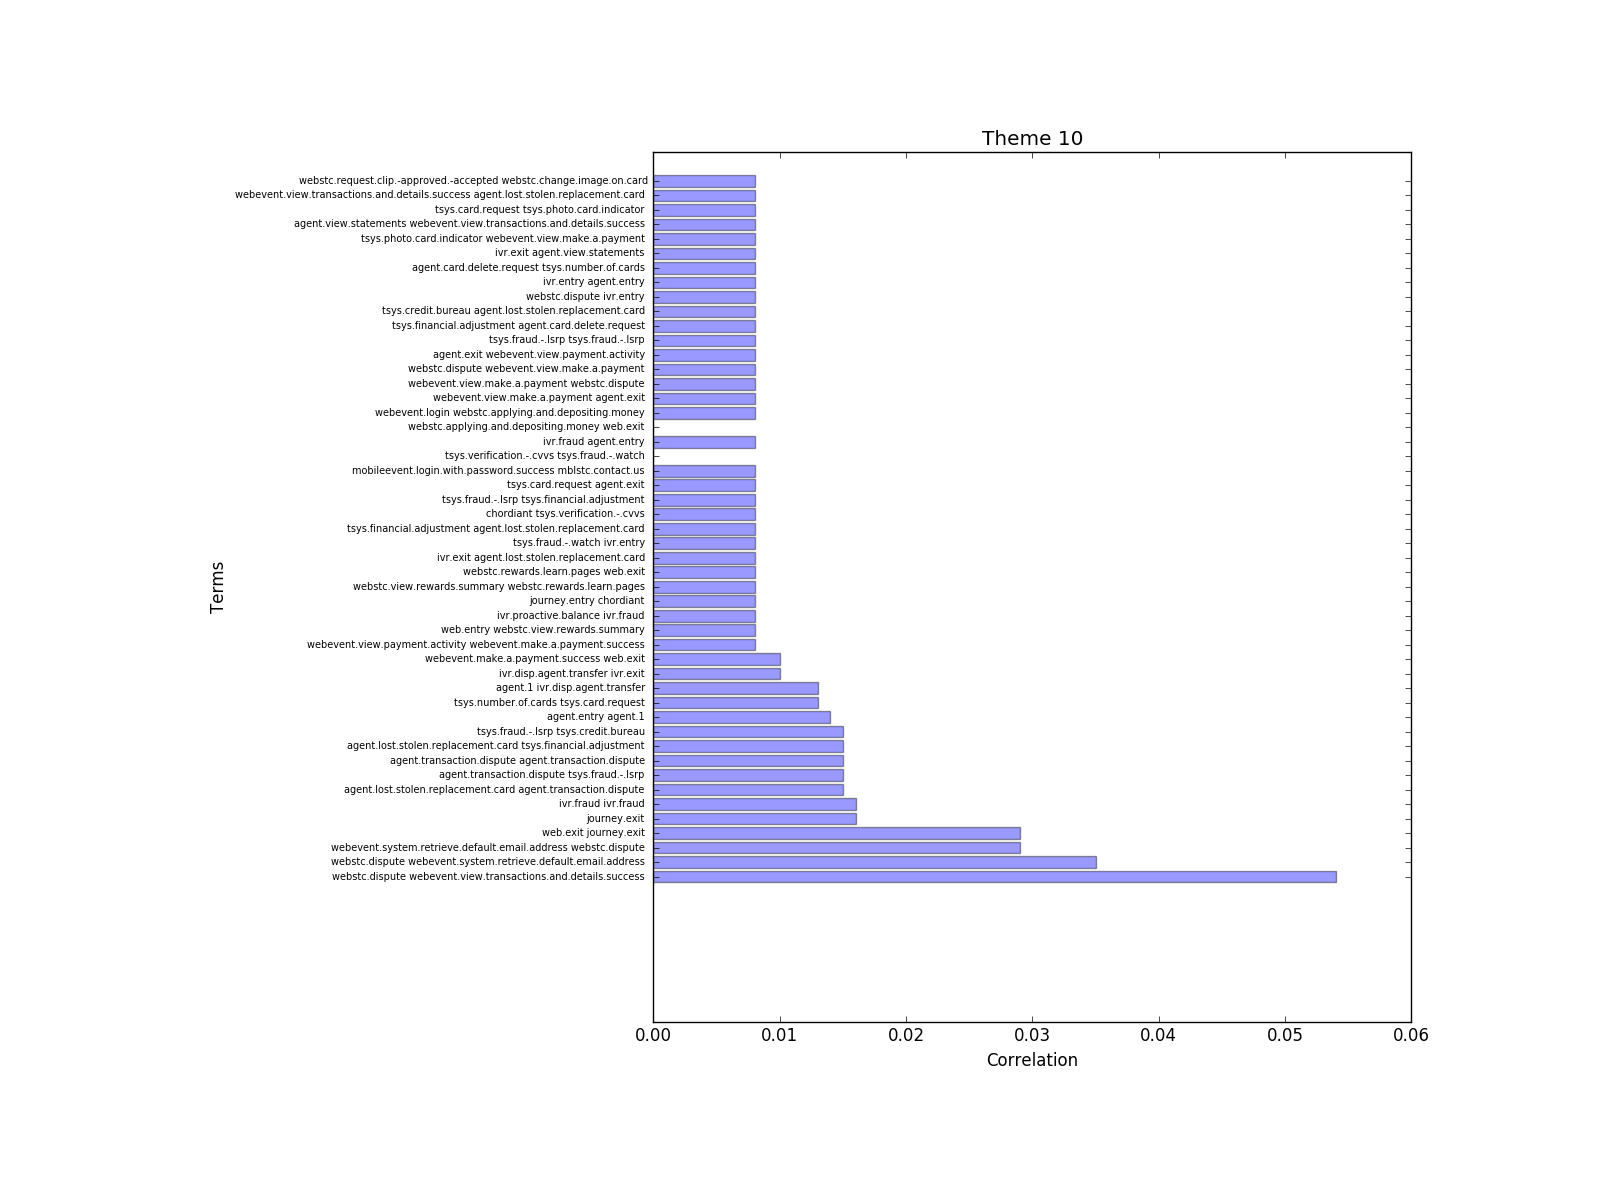 Theme 10
webstc.request.clip.-approved.-accepted webstc.change.image.on.card
webevent.view.transactions.and.details.success agent.lost.stolen.replacement.card
tsys.card.request tsys.photo.card.indicator
agent.view.statements webevent.view.transactions.and.details.success
tsys.photo.card.indicator webevent.view.make.a.payment
ivr.exit agent.view.statements
agent.card.delete.request tsys.number.of.cards
ivr.entry agent.entry
webstc.dispute ivr.entry
tsys.credit.bureau agent.lost.stolen.replacement.card
tsys.financial.adjustment agent.card.delete.request
tsys.fraud.-.lsrp tsys.fraud.-.lsrp
agent.exit webevent.view.payment.activity
webstc.dispute webevent.view.make.a.payment
webevent.view.make.a.payment webstc.dispute
webevent.view.make.a.payment agent.exit
webevent.login webstc.applying.and.depositing.money
webstc.applying.and.depositing.money web.exit
ivr.fraud agent.entry
tsys.verification.-.cvvs tsys.fraud.-.watch
mobileevent.login.with.password.success mblstc.contact.us
tsys.card.request agent.exit
tsys.fraud.-.lsrp tsys.financial.adjustment
chordiant tsys.verification.-.cvvs
tsys.financial.adjustment agent.lost.stolen.replacement.card
tsys.fraud.-.watch ivr.entry
ivr.exit agent.lost.stolen.replacement.card
webstc.rewards.learn.pages web.exit
webstc.view.rewards.summary webstc.rewards.learn.pages
journey.entry chordiant
ivr.proactive.balance ivr.fraud
web.entry webstc.view.rewards.summary
webevent.view.payment.activity webevent.make.a.payment.success
webevent.make.a.payment.success web.exit
ivr.disp.agent.transfer ivr.exit
agent.1 ivr.disp.agent.transfer
tsys.number.of.cards tsys.card.request
agent.entry agent.1
tsys.fraud.-.lsrp tsys.credit.bureau
agent.lost.stolen.replacement.card tsys.financial.adjustment
agent.transaction.dispute agent.transaction.dispute
agent.transaction.dispute tsys.fraud.-.lsrp
agent.lost.stolen.replacement.card agent.transaction.dispute
ivr.fraud ivr.fraud
journey.exit
web.exit journey.exit
webevent.system.retrieve.default.email.address webstc.dispute
webstc.dispute webevent.system.retrieve.default.email.address
webstc.dispute webevent.view.transactions.and.details.success
Terms
0.00 0.01 0.02 0.03 0.04 0.05 0.06
Correlation